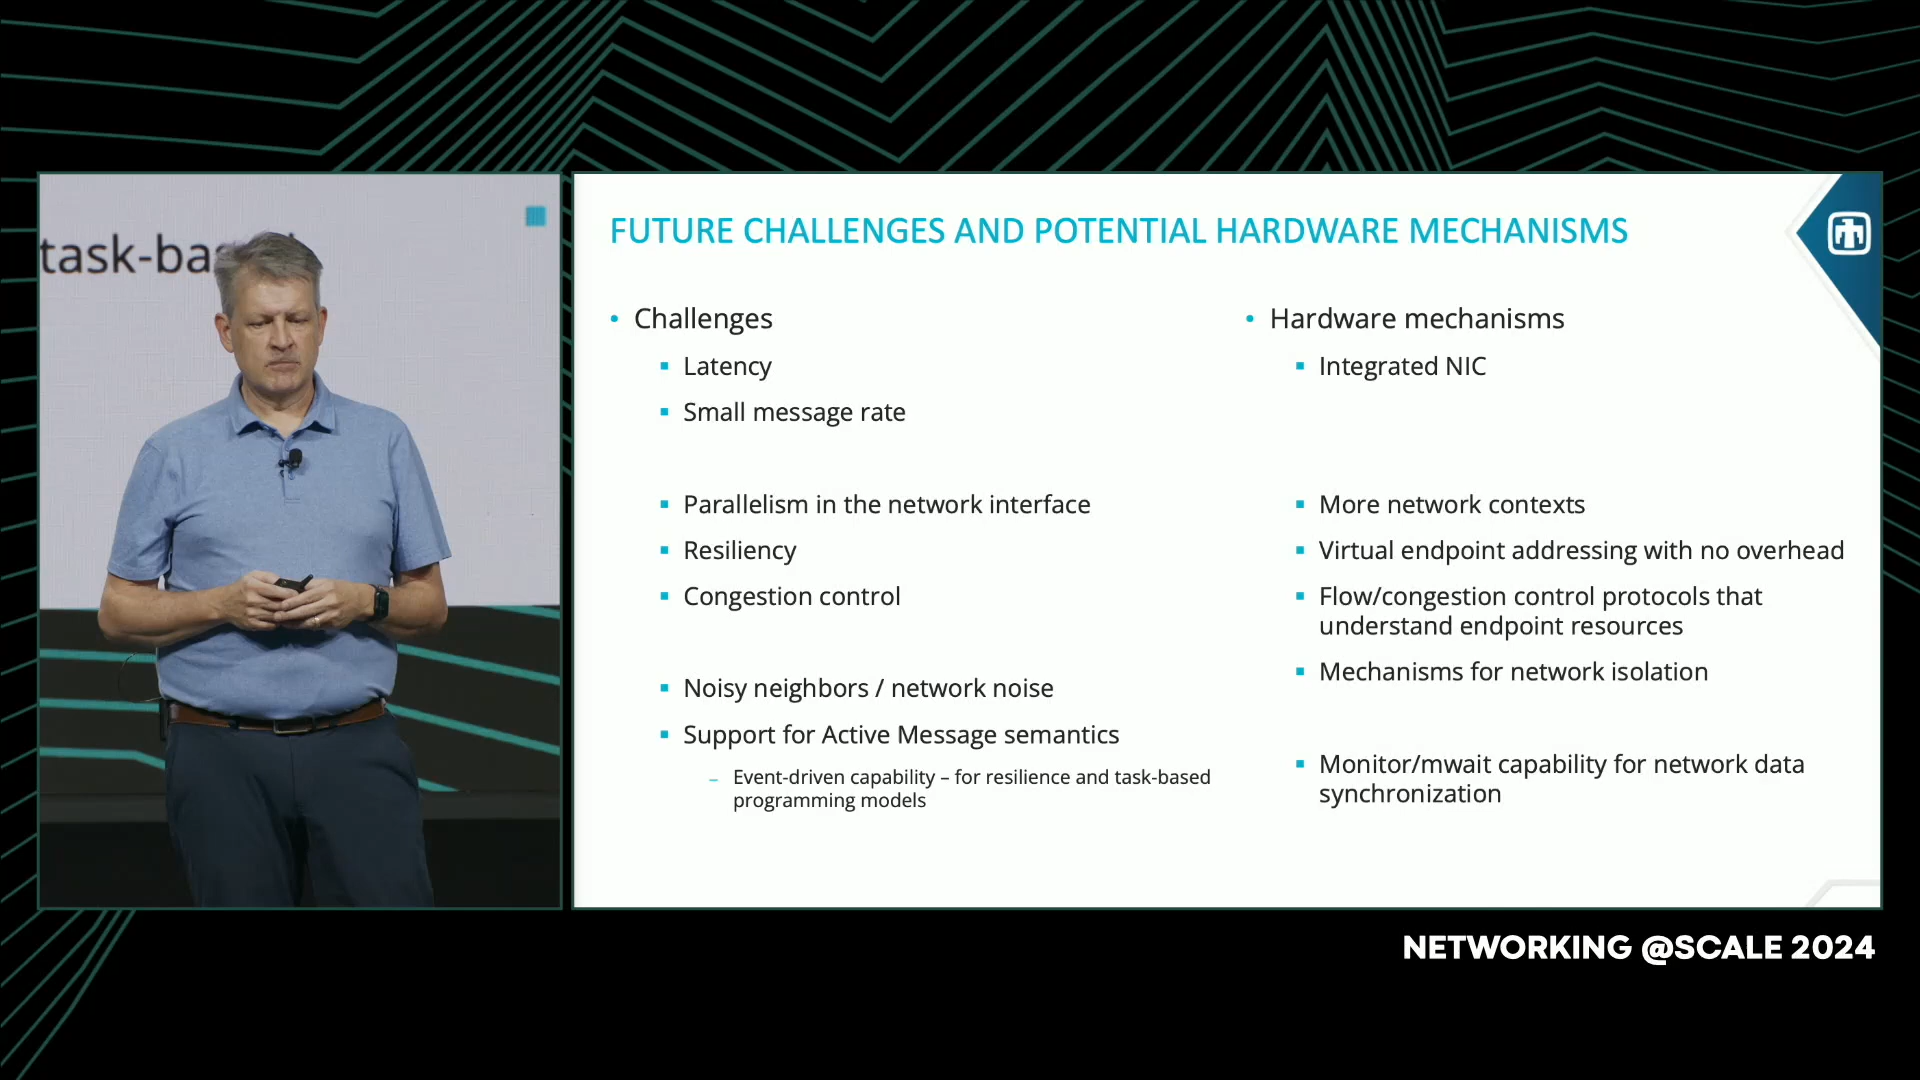 task-ba
FUTURE CHALLENGES AND POTENTIAL HARDWARE MECHANISMS
Challenges
Latency
Small message rate
Parallelism in the network interface
Resiliency
Congestion control
Noisy neighbors / network noise
Support for Active Message semantics
– Event-driven capability – for resilience and task-based
programming models
Hardware mechanisms
Integrated NIC
More network contexts
Virtual endpoint addressing with no overhead
Flow/congestion control protocols that
understand endpoint resources
Mechanisms for network isolation
Monitor/mwait capability for network data
synchronization
NETWORKING @SCALE 2024